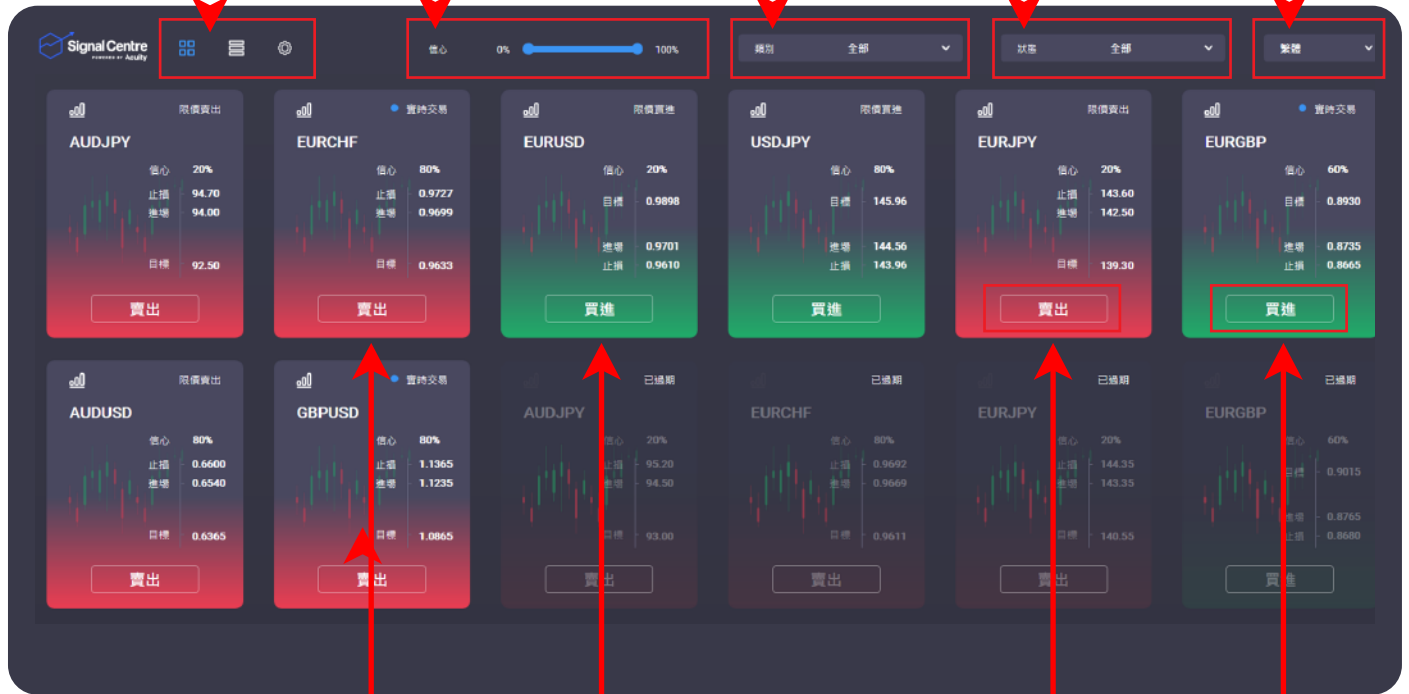 Signal Centre
POWERED BY Acuity
信心 0% 100%
類別 全部
狀態 全部
繁體
限價賣出
AUDJPY
信心 20%
止損 94.70
進場 94.00
目標 92.50
賣出
實時交易
EURCHF
信心 80%
止損 0.9727
進場 0.9699
目標 0.9633
賣出
限價買進
EURUSD
信心 20%
目標 0.9898
進場 0.9701
止損 0.9610
買進
限價買進
USDJPY
信心 80%
目標 145.96
進場 144.56
止損 143.96
買進
限價賣出
EURJPY
信心 20%
止損 143.60
進場 142.50
目標 139.30
賣出
實時交易
EURGBP
信心 60%
目標 0.8930
進場 0.8735
止損 0.8665
買進
限價賣出
AUDUSD
信心 80%
止損 0.6600
進場 0.6540
目標 0.6365
賣出
實時交易
GBPUSD
信心 80%
止損 1.1365
進場 1.1235
目標 1.0865
賣出
已過期
AUDJPY
信心 20%
止損 95.20
進場 94.50
目標 93.00
賣出
已過期
EURCHF
信心 80%
止損 0.9692
進場 0.9669
目標 0.9611
賣出
已過期
EURJPY
信心 20%
止損 144.35
進場 143.35
目標 140.55
賣出
已過期
EURGBP
信心 60%
目標 0.9015
進場 0.8765
止損 0.8680
買進